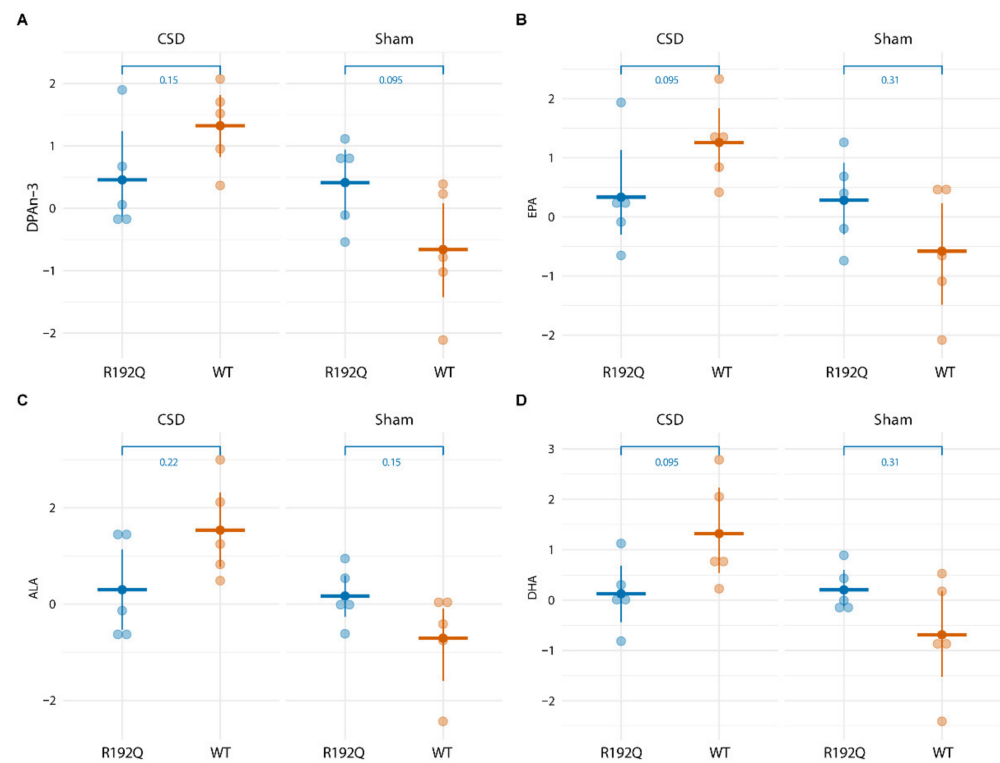 A
CSD Sham
0.15 0.095
2
1
0
−1
−2
DPAn−3
R192Q WT R192Q WT
B
CSD Sham
0.095 0.31
2
1
0
−1
−2
EPA
R192Q WT R192Q WT
C
CSD Sham
0.22 0.15
2
0
−2
ALA
R192Q WT R192Q WT
D
CSD Sham
0.095 0.31
3
2
1
0
−1
−2
DHA
R192Q WT R192Q WT